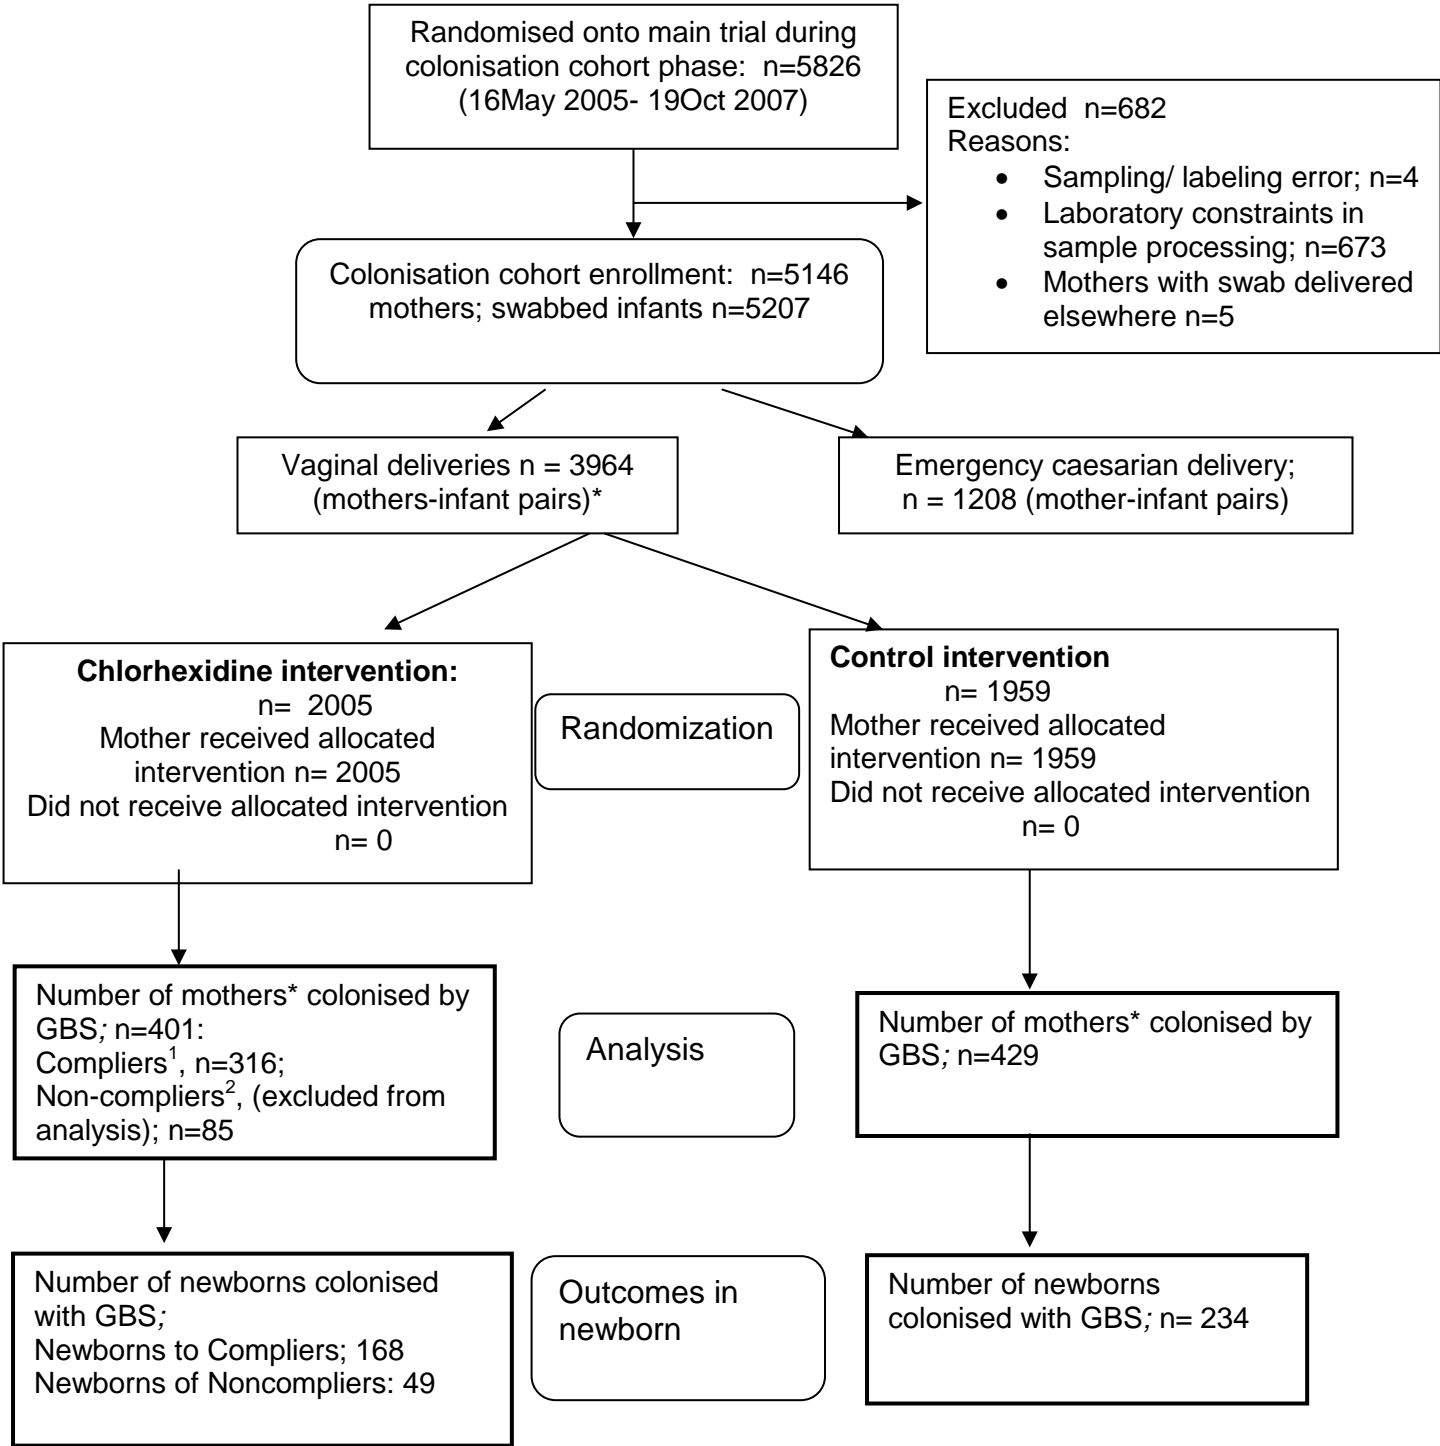 Randomised onto main trial during
colonisation cohort phase:  n=5826
(16May 2005- 19Oct 2007)
Excluded  n=682
Reasons:
• Sampling/ labeling error; n=4
• Laboratory constraints in
sample processing; n=673
• Mothers with swab delivered
elsewhere n=5
Colonisation cohort enrollment:  n=5146
mothers; swabbed infants n=5207
Vaginal deliveries n = 3964
(mothers-infant pairs)*
Emergency caesarian delivery;
n = 1208 (mother-infant pairs)
Chlorhexidine intervention:
n=  2005
Mother received allocated
intervention n= 2005
Did not receive allocated intervention
n= 0
Randomization
Control intervention
n= 1959
Mother received allocated
intervention n= 1959
Did not receive allocated intervention
n= 0
Number of mothers* colonised by
GBS; n=401:
Compliers¹, n=316;
Non-compliers², (excluded from
analysis); n=85
Analysis
Number of mothers* colonised by
GBS; n=429
Number of newborns colonised
with GBS;
Newborns to Compliers; 168
Newborns of Noncompliers: 49
Outcomes in
newborn
Number of newborns
colonised with GBS; n= 234